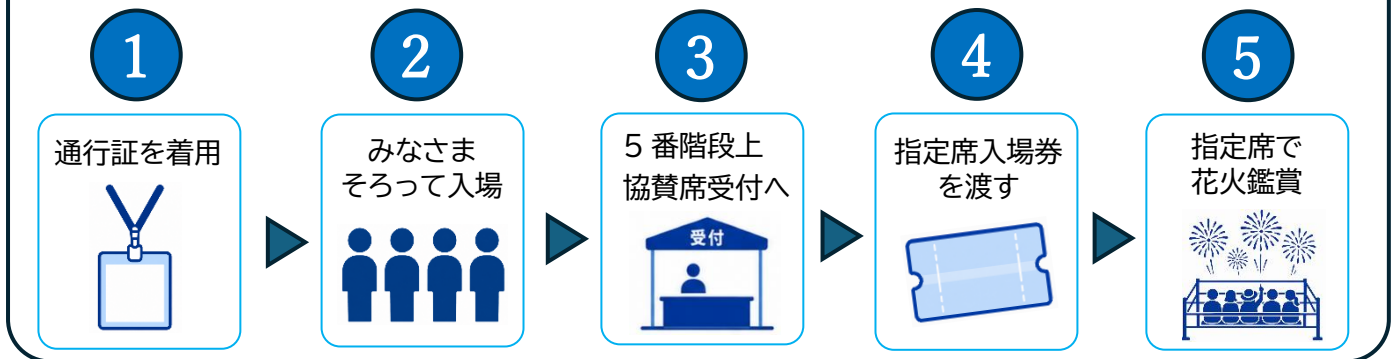 1
2
3
4
5
通行証を着用
みなさま
そろって入場
５番階段上
協賛席受付へ
受付
指定席入場券
を渡す
指定席で
花火鑑賞